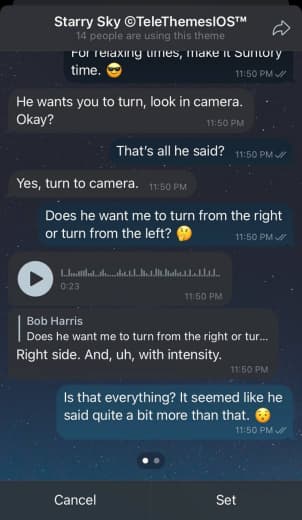 Starry Sky ©TeleThemesIOS™
14 people are using this theme
For relaxing times, make it Suntory
time. 😎
11:50 PM
He wants you to turn, look in camera.
Okay?
11:50 PM
That's all he said?
11:50 PM
Yes, turn to camera.
11:50 PM
Does he want me to turn from the right
or turn from the left? 🤔
11:50 PM
0:23
11:50 PM
Bob Harris
Does he want me to turn from the right or tur...
Right side. And, uh, with intensity.
11:50 PM
Is that everything? It seemed like he
said quite a bit more than that. 😯
11:50 PM
Cancel
Set